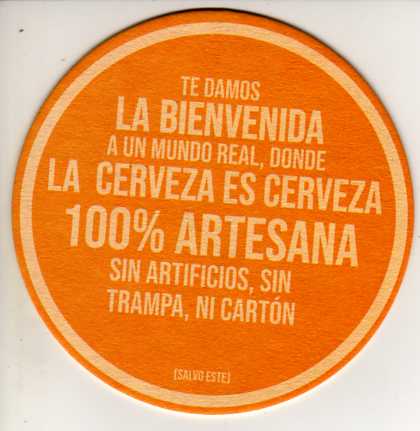 TE DAMOS
LA BIENVENIDA
A UN MUNDO REAL, DONDE
LA CERVEZA ES CERVEZA
100% ARTESANA
SIN ARTIFICIOS, SIN
TRAMPA, NI CARTÓN
(SALVO ESTE)